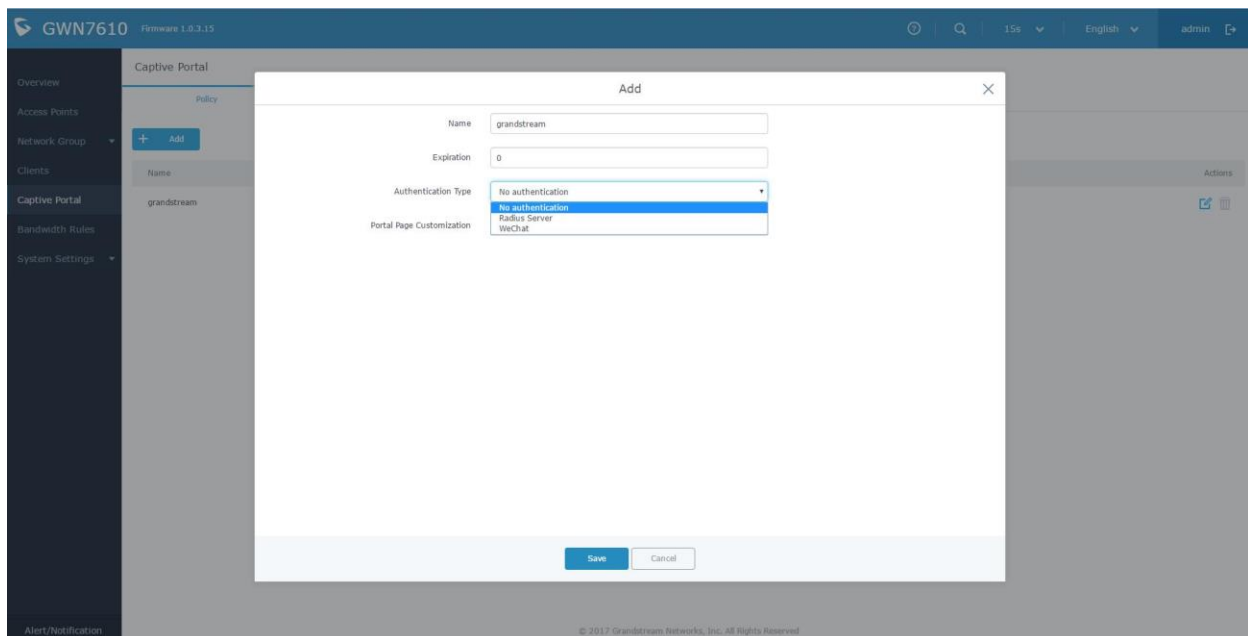 GWN7610 Firmware 1.0.3.15
15s
English
admin
Overview
Access Points
Network Group
Clients
Captive Portal
Bandwidth Rules
System Settings
Alert/Notification
Captive Portal
Policy
+ Add
Name
Actions
grandstream
Add
Name grandstream
Expiration 0
Authentication Type No authentication
No authentication
Radius Server
WeChat
Portal Page Customization
Save Cancel
© 2017 Grandstream Networks, Inc. All Rights Reserved